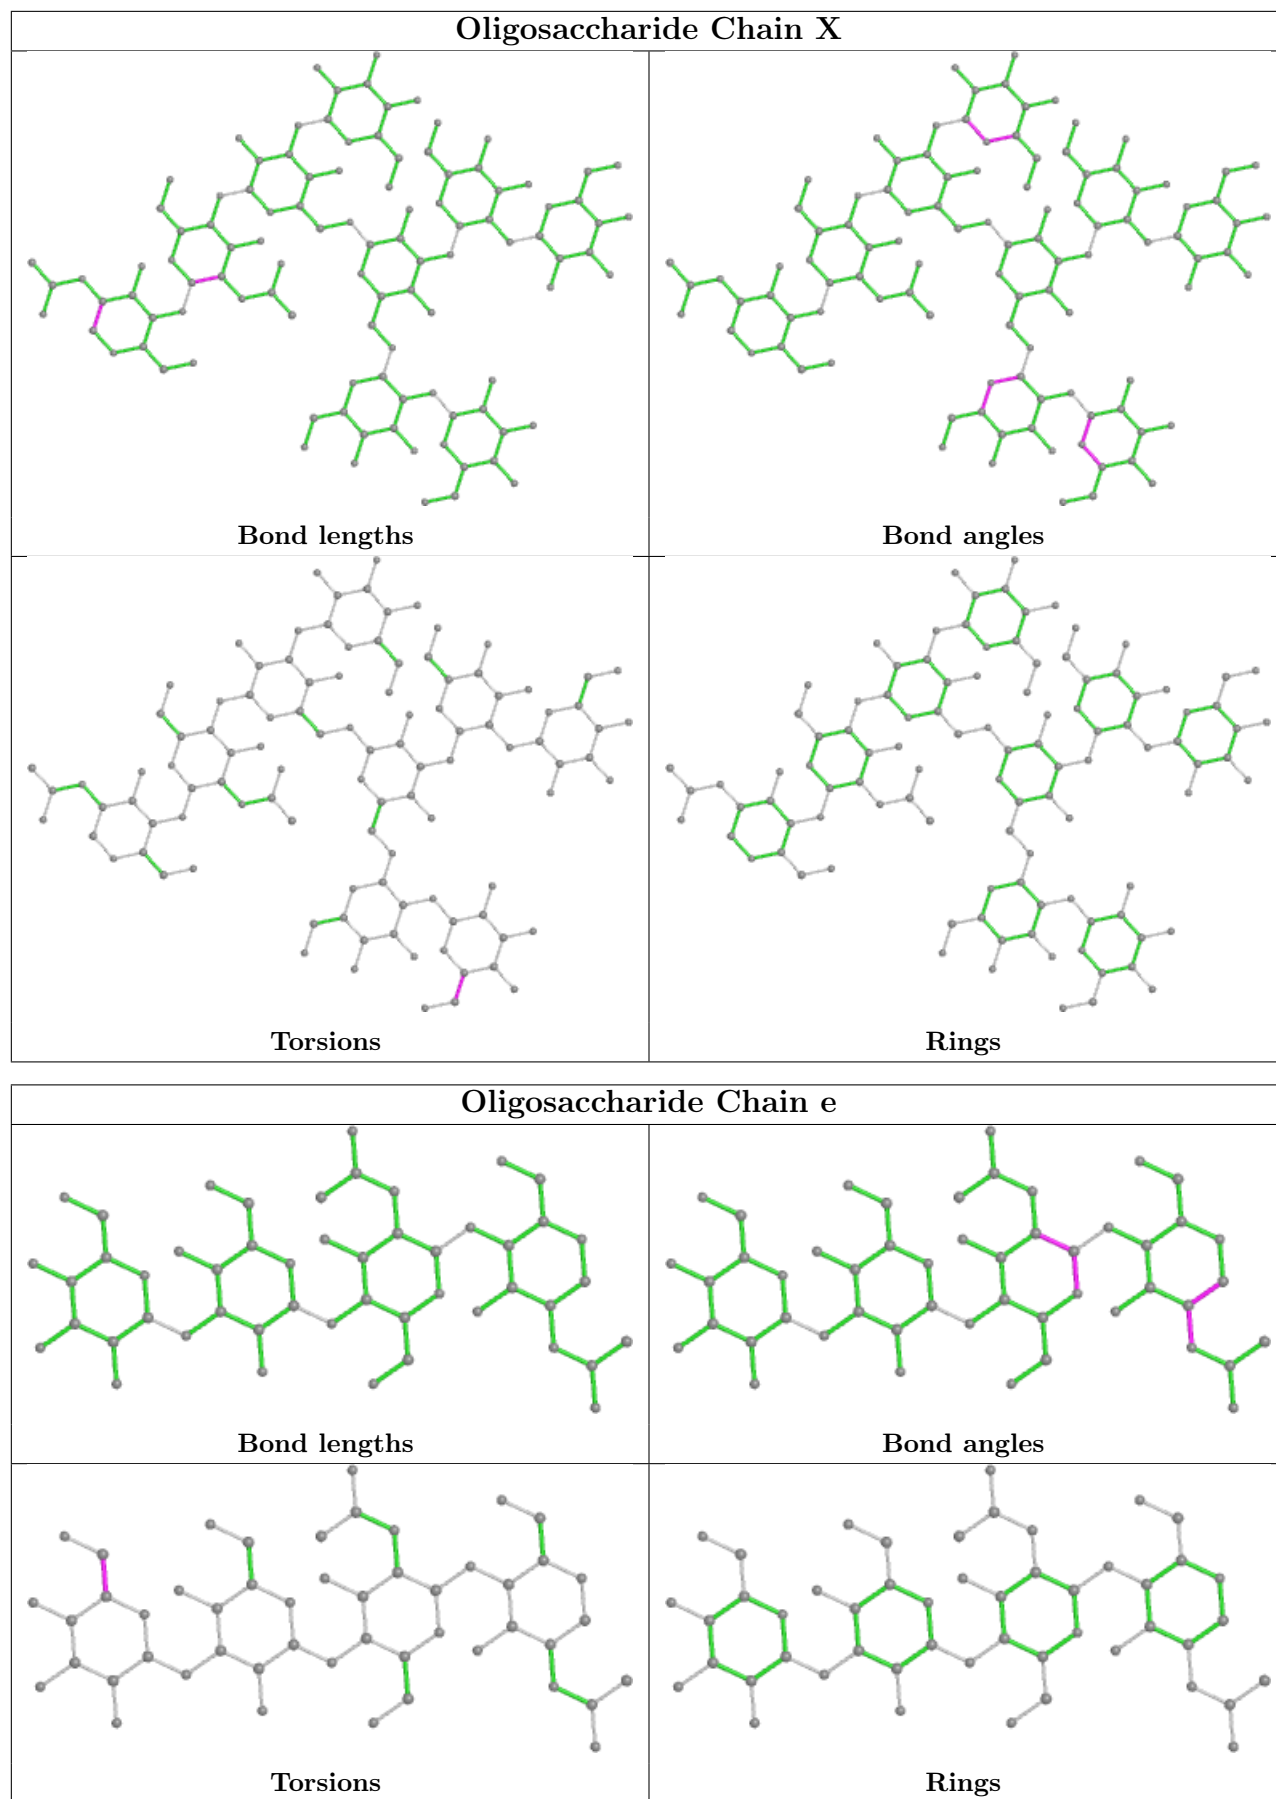 Oligosaccharide Chain X
Bond lengths
Bond angles
Torsions
Rings
Oligosaccharide Chain e
Bond lengths
Bond angles
Torsions
Rings